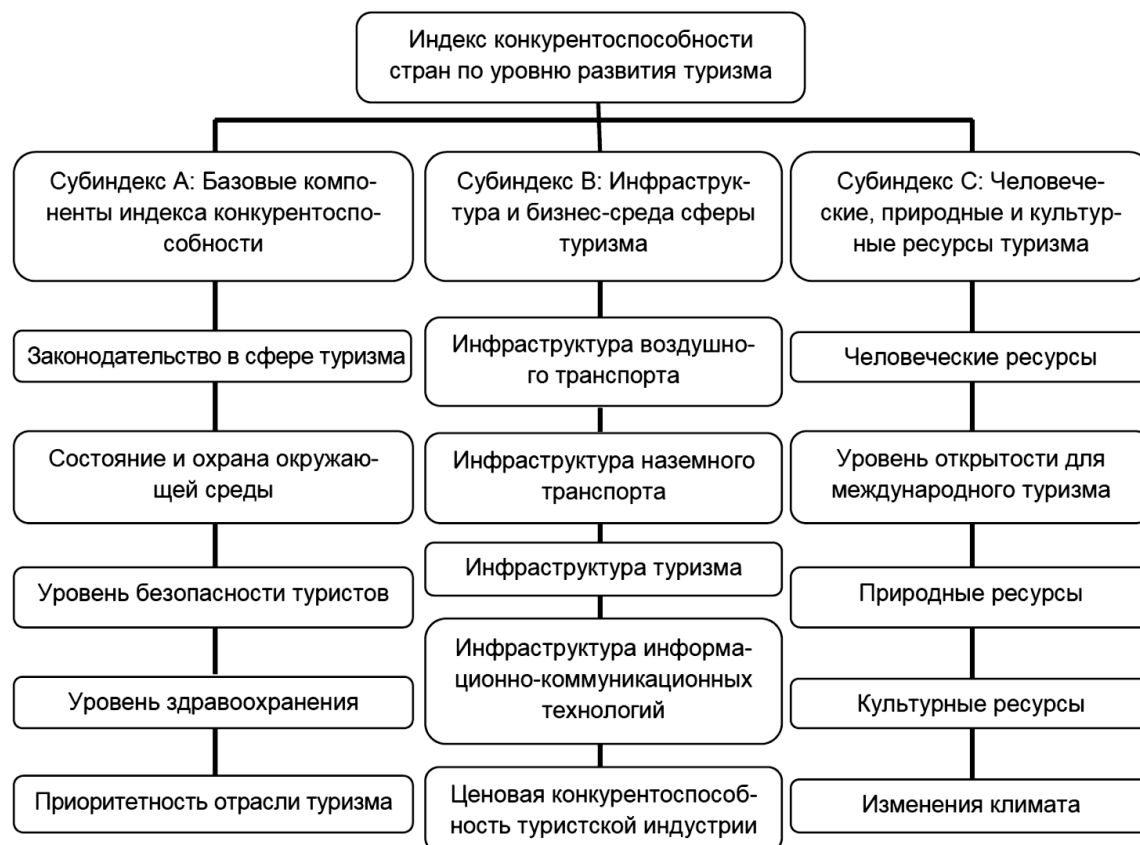 Индекс конкурентоспособности
стран по уровню развития туризма
Субиндекс А: Базовые компо-
ненты индекса конкурентоспо-
собности
Законодательство в сфере туризма
Состояние и охрана окружаю-
щей среды
Уровень безопасности туристов
Уровень здравоохранения
Приоритетность отрасли туризма
Субиндекс В: Инфраструк-
тура и бизнес-среда сферы
туризма
Инфраструктура воздушно-
го транспорта
Инфраструктура наземного
транспорта
Инфраструктура туризма
Инфраструктура информа-
ционно-коммуникационных
технологий
Ценовая конкурентоспособ-
ность туристской индустрии
Субиндекс С: Человече-
ские, природные и культур-
ные ресурсы туризма
Человеческие ресурсы
Уровень открытости для
международного туризма
Природные ресурсы
Культурные ресурсы
Изменения климата